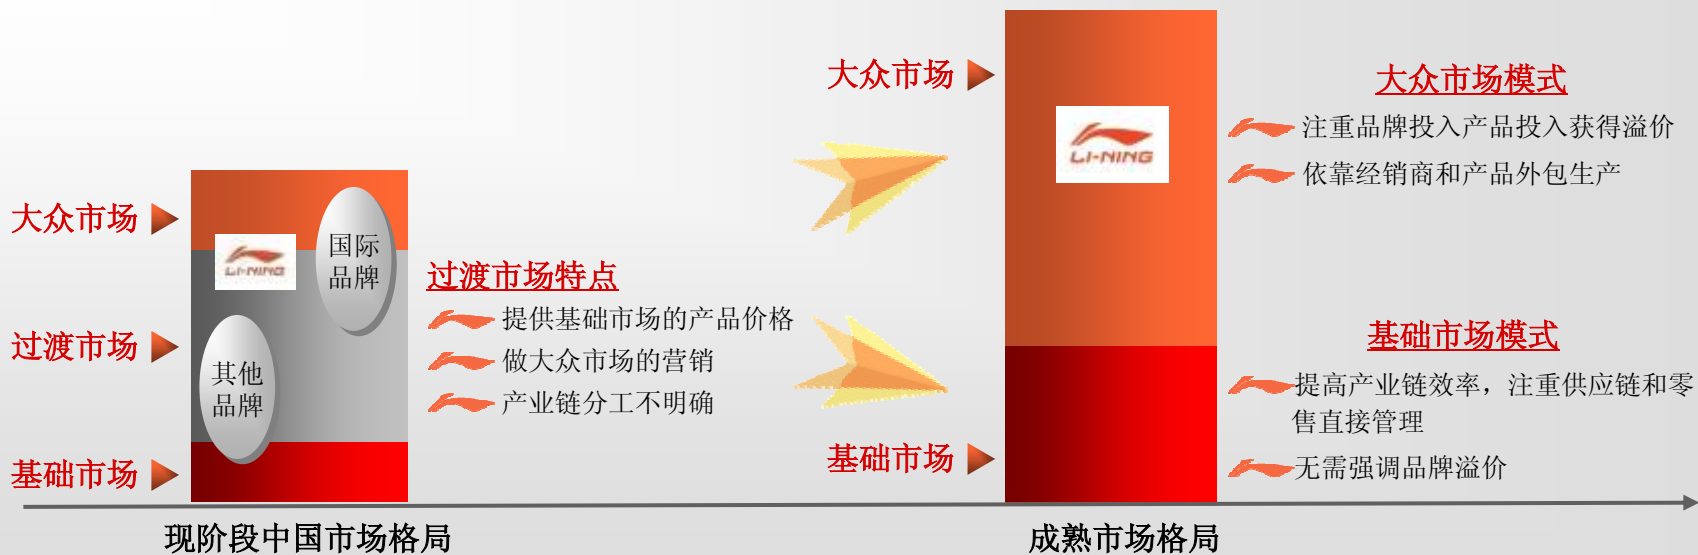 大众市场
过渡市场
基础市场
LI-NING
国际
品牌
其他
品牌
过渡市场特点
提供基础市场的产品价格
做大众市场的营销
产业链分工不明确
现阶段中国市场格局
大众市场
基础市场
LI-NING
大众市场模式
注重品牌投入产品投入获得溢价
依靠经销商和产品外包生产
基础市场模式
提高产业链效率，注重供应链和零
售直接管理
无需强调品牌溢价
成熟市场格局